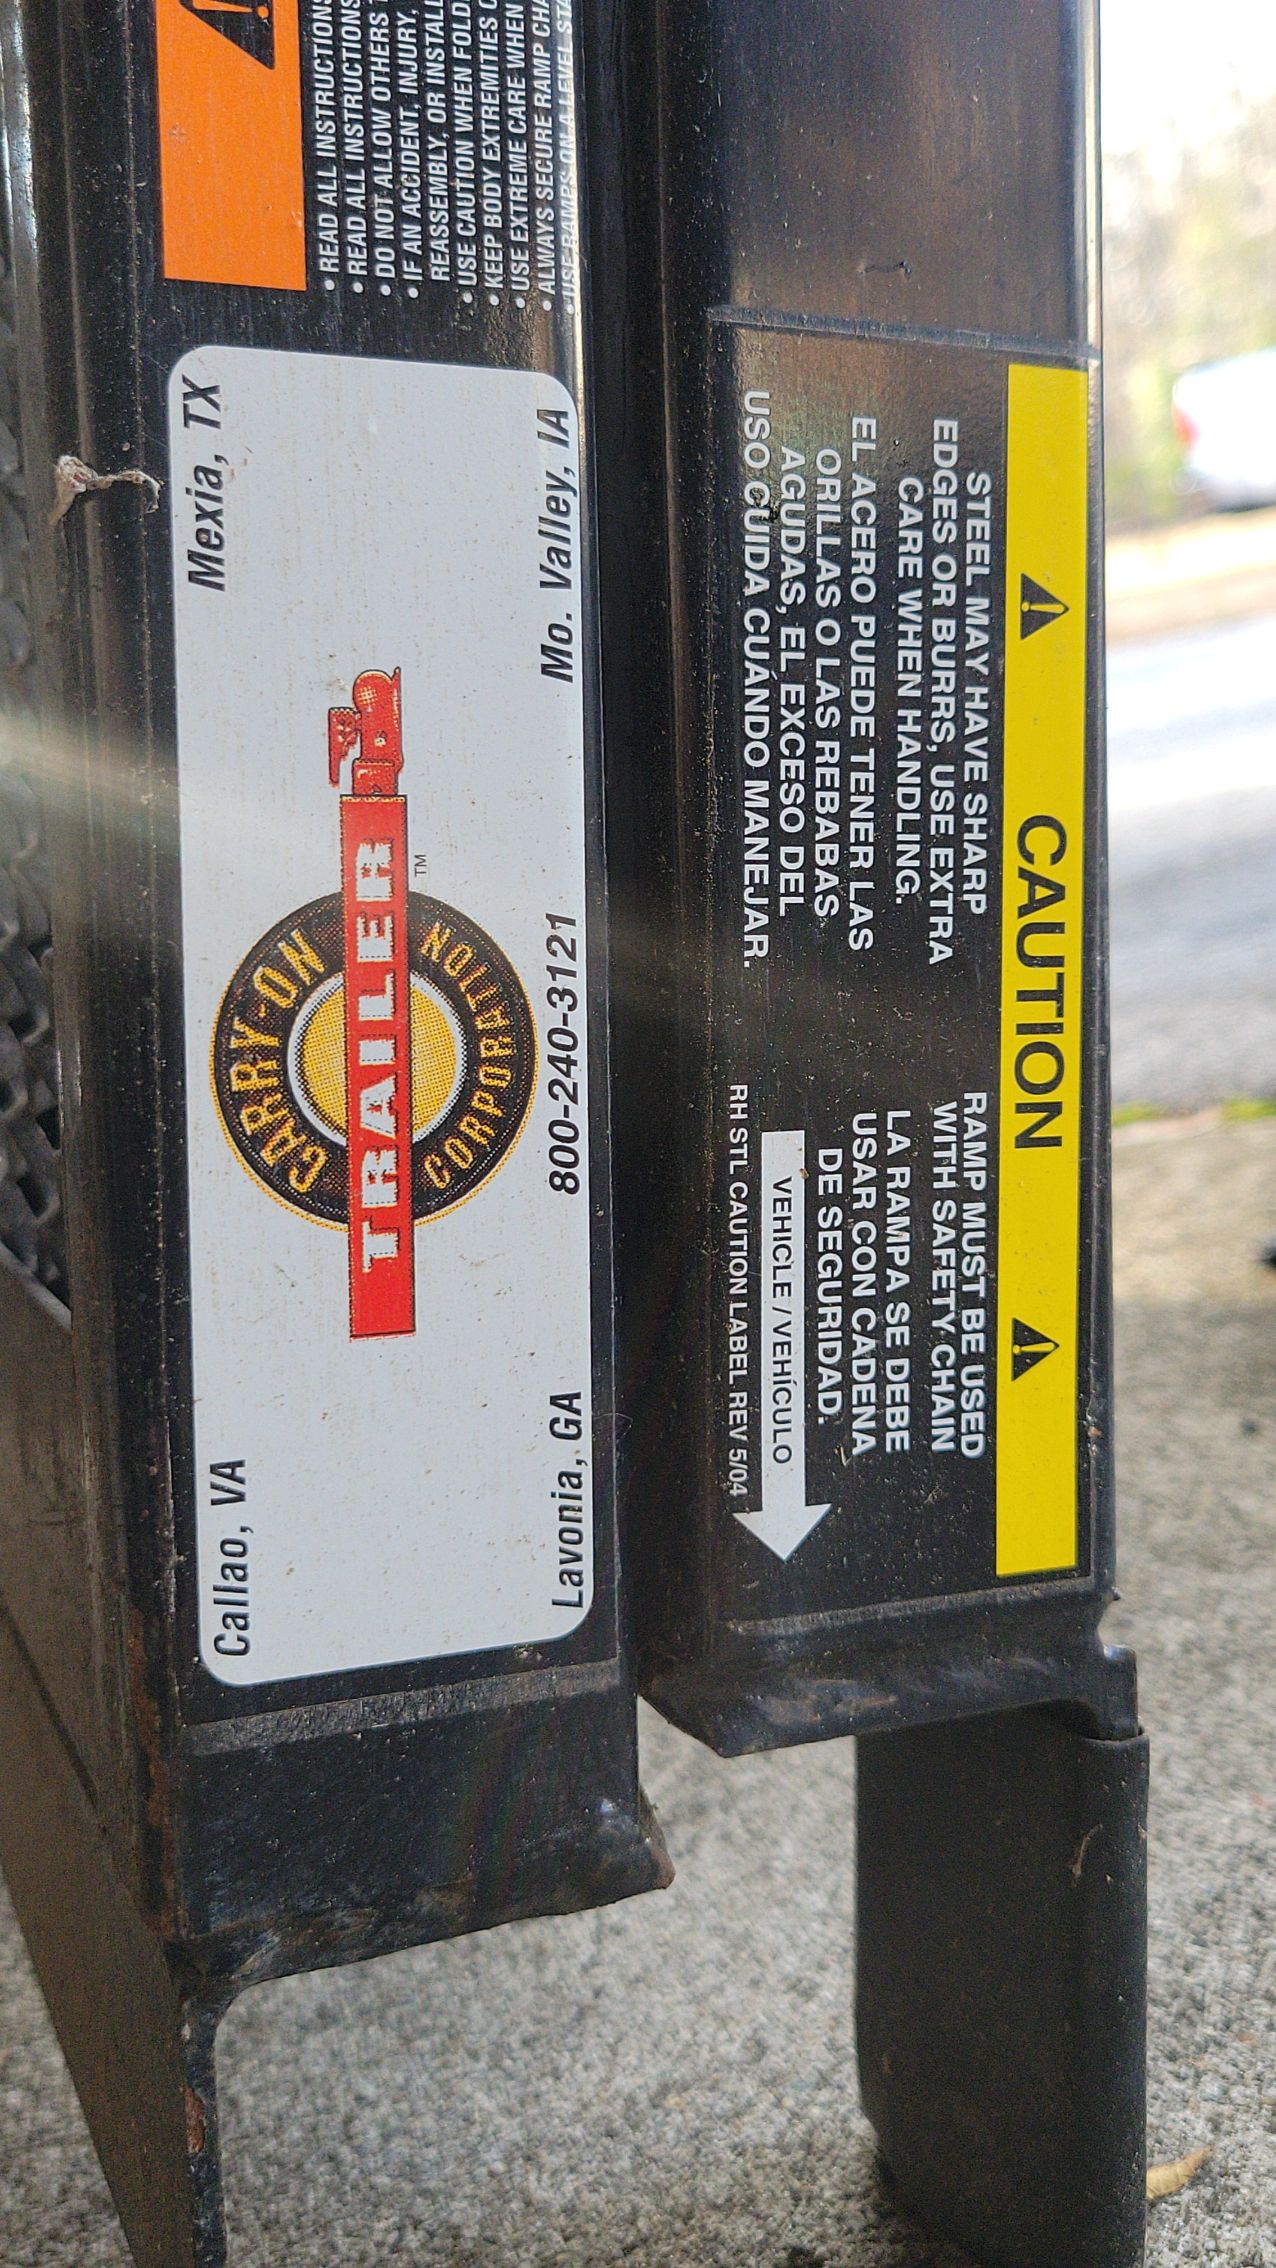 READ ALL INSTRUCTIONS
READ ALL INSTRUCTIONS
DO NOT ALLOW OTHERS
IF AN ACCIDENT, INJURY,
REASSEMBLY, OR
USE CAUTION WHEN
KEEP BODY EXTREMITIES
USE EXTREME CARE WHEN
ALWAYS SECURE RAMP
USE RAMPS ON A LEVEL
Callao, VA
Mexia, TX
CARRY-ON
TRAILER ™
CORPORATION
Lavonia, GA
800-240-3121
Mo. Valley, IA
CAUTION
STEEL MAY HAVE SHARP
EDGES OR BURRS, USE EXTRA
CARE WHEN HANDLING.
EL ACERO PUEDE TENER LAS
ORILLAS O LAS REBABAS
AGUDAS, EL EXCESO DEL
USO CUIDA CUÁNDO MANEJAR.
RAMP MUST BE USED
WITH SAFETY CHAIN
LA RAMPA SE DEBE
USAR CON CADENA
DE SEGURIDAD.
VEHICLE / VEHÍCULO
RH STL CAUTION LABEL REV 5/04